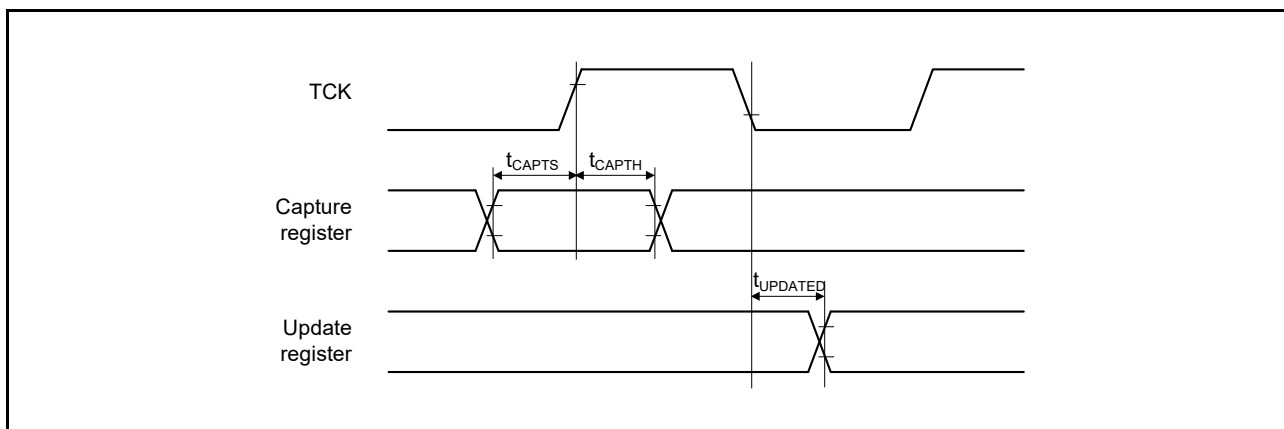 TCK
tCAPTS
tCAPTH
Capture
register
tUPDATED
Update
register